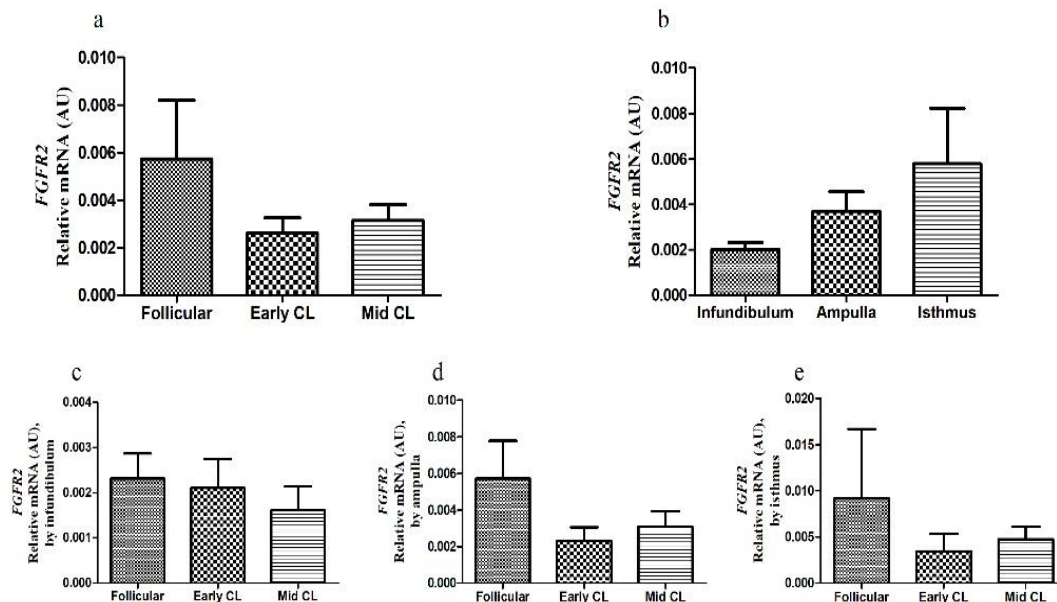 a
FGFR2
Relative mRNA (AU)
0.010
0.008
0.006
0.004
0.002
0.000
Follicular Early CL Mid CL
b
FGFR2
Relative mRNA (AU)
0.010
0.008
0.006
0.004
0.002
0.000
Infundibulum Ampulla Isthmus
c
FGFR2
Relative mRNA (AU),
by infundibulum
0.004
0.003
0.002
0.001
0.000
Follicular Early CL Mid CL
d
FGFR2
Relative mRNA (AU),
by ampulla
0.010
0.008
0.006
0.004
0.002
0.000
Follicular Early CL Mid CL
e
FGFR2
Relative mRNA (AU),
by isthmus
0.020
0.015
0.010
0.005
0.000
Follicular Early CL Mid CL